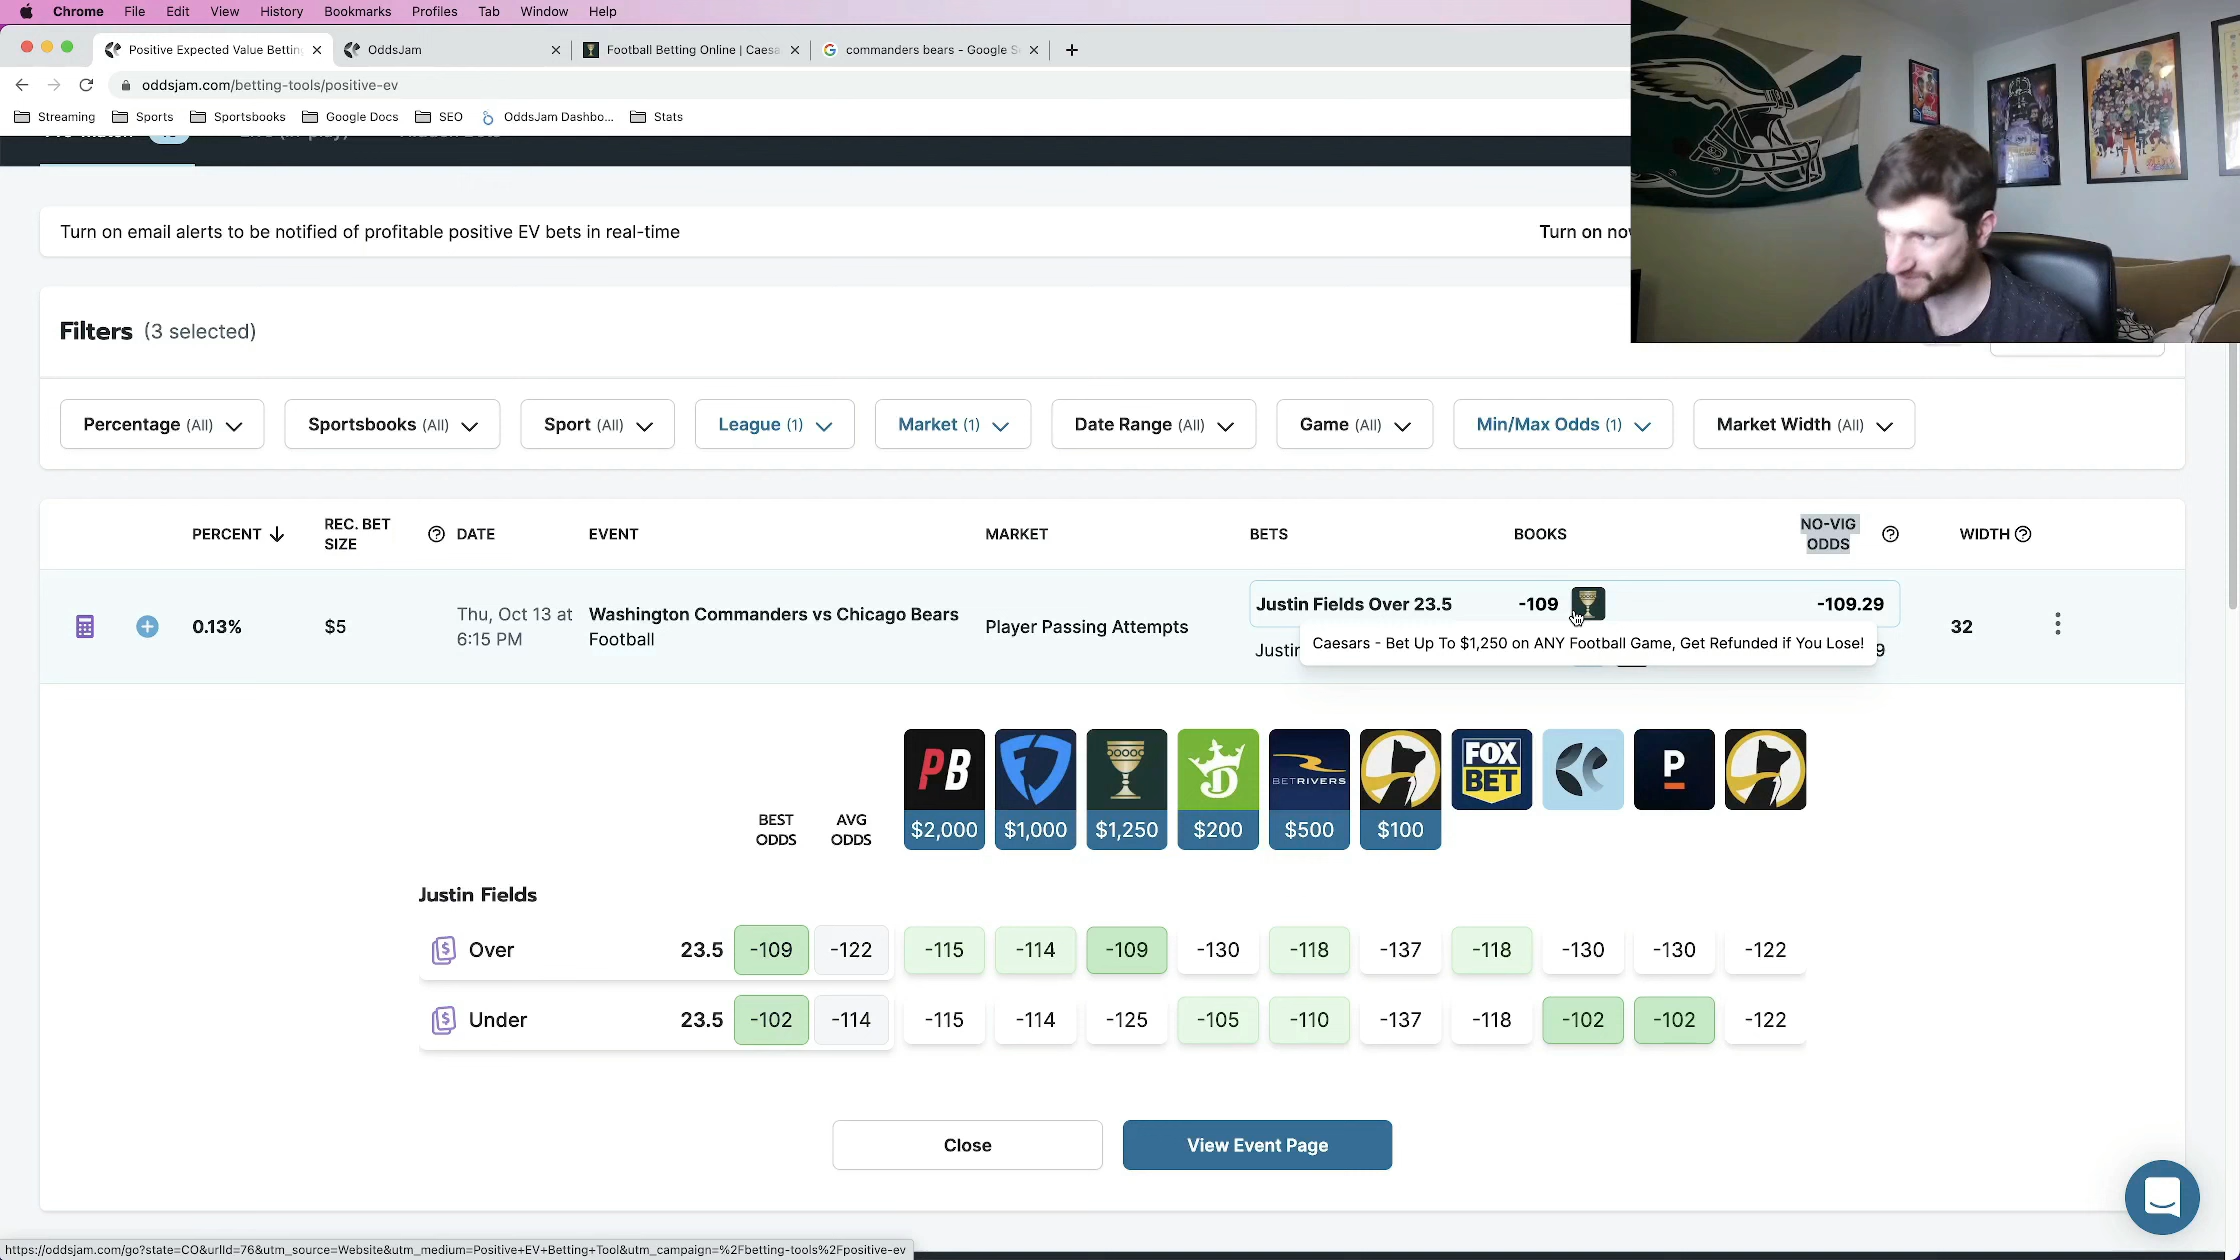 Chrome File Edit View History Bookmarks Profiles Tab Window Help
Positive Expected Value Betting OddsJam Football Betting Online | Caesa commanders bears - Google S
oddsjam.com/betting-tools/positive-ev
Streaming Sports Sportsbooks Google Docs SEO OddsJam Dashbo... Stats
Turn on email alerts to be notified of profitable positive EV bets in real-time Turn on now
Filters (3 selected)
Percentage (All) Sportsbooks (All) Sport (All) League (1) Market (1) Date Range (All) Game (All) Min/Max Odds (1) Market Width (All)
PERCENT REC. BET SIZE DATE EVENT MARKET BETS BOOKS NO-VIG ODDS WIDTH
0.13% $5 Thu, Oct 13 at 6:15 PM Washington Commanders vs Chicago Bears Football Player Passing Attempts Justin Fields Over 23.5 -109 -109.29 32
Justin Caesars - Bet Up To $1,250 on ANY Football Game, Get Refunded if You Lose! 9
PB FOX BET BETRIVERS P
BEST ODDS AVG ODDS $2,000 $1,000 $1,250 $200 $500 $100
Justin Fields
Over 23.5 -109 -122 -115 -114 -109 -130 -118 -137 -118 -130 -130 -122
Under 23.5 -102 -114 -115 -114 -125 -105 -110 -137 -118 -102 -102 -122
Close View Event Page
https://oddsjam.com/go?state=CO&urlId=76&utm_source=Website&utm_medium=Positive+EV+Betting+Tool&utm_campaign=%2Fbetting-tools%2Fpositive-ev